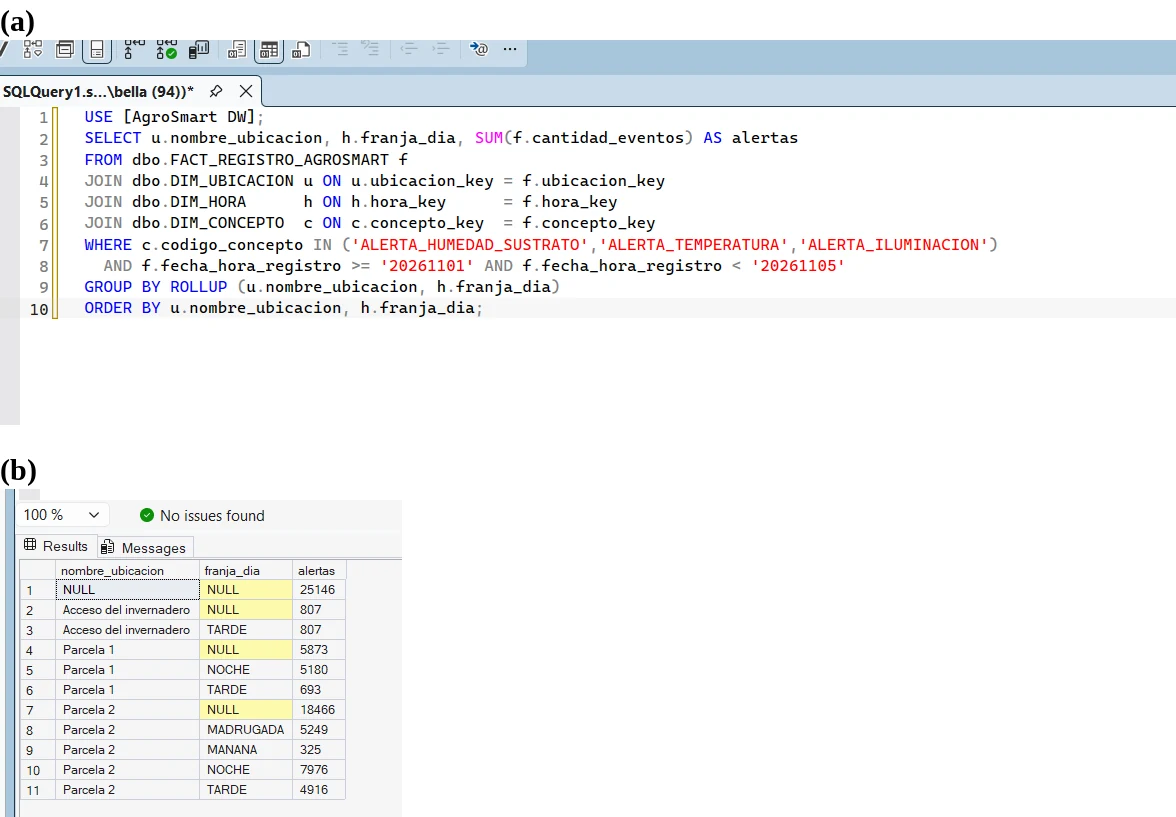 (a)
SQLQuery1.s...\bella (94))*
1 USE [AgroSmart DW];
2 SELECT u.nombre_ubicacion, h.franja_dia, SUM(f.cantidad_eventos) AS alertas
3 FROM dbo.FACT_REGISTRO_AGROSMART f
4 JOIN dbo.DIM_UBICACION u ON u.ubicacion_key = f.ubicacion_key
5 JOIN dbo.DIM_HORA      h ON h.hora_key      = f.hora_key
6 JOIN dbo.DIM_CONCEPTO  c ON c.concepto_key  = f.concepto_key
7 WHERE c.codigo_concepto IN ('ALERTA_HUMEDAD_SUSTRATO','ALERTA_TEMPERATURA','ALERTA_ILUMINACION')
8   AND f.fecha_hora_registro >= '20261101' AND f.fecha_hora_registro < '20261105'
9 GROUP BY ROLLUP (u.nombre_ubicacion, h.franja_dia)
10 ORDER BY u.nombre_ubicacion, h.franja_dia;
(b)
100 % No issues found
Results Messages
nombre_ubicacion franja_dia alertas
1 NULL NULL 25146
2 Acceso del invernadero NULL 807
3 Acceso del invernadero TARDE 807
4 Parcela 1 NULL 5873
5 Parcela 1 NOCHE 5180
6 Parcela 1 TARDE 693
7 Parcela 2 NULL 18466
8 Parcela 2 MADRUGADA 5249
9 Parcela 2 MANANA 325
10 Parcela 2 NOCHE 7976
11 Parcela 2 TARDE 4916